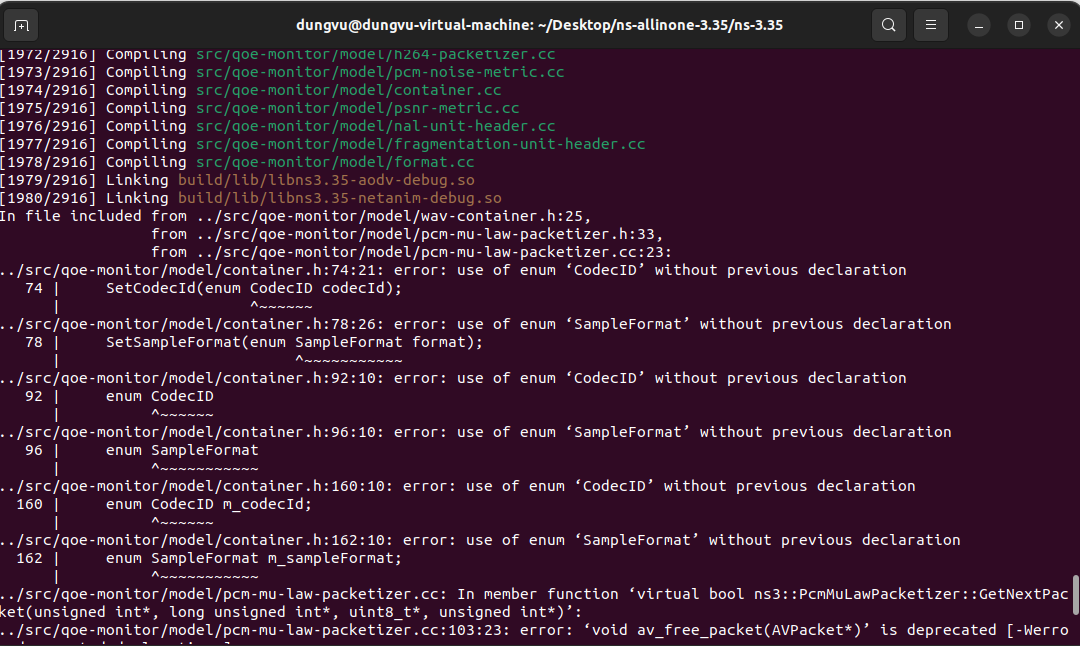 dungvu@dungvu-virtual-machine: ~/Desktop/ns-allinone-3.35/ns-3.35
[1972/2916] Compiling src/qoe-monitor/model/h264-packetizer.cc
[1973/2916] Compiling src/qoe-monitor/model/pcm-noise-metric.cc
[1974/2916] Compiling src/qoe-monitor/model/container.cc
[1975/2916] Compiling src/qoe-monitor/model/psnr-metric.cc
[1976/2916] Compiling src/qoe-monitor/model/nal-unit-header.cc
[1977/2916] Compiling src/qoe-monitor/model/fragmentation-unit-header.cc
[1978/2916] Compiling src/qoe-monitor/model/format.cc
[1979/2916] Linking build/lib/libns3.35-aodv-debug.so
[1980/2916] Linking build/lib/libns3.35-netanim-debug.so
In file included from ../src/qoe-monitor/model/wav-container.h:25,
                 from ../src/qoe-monitor/model/pcm-mu-law-packetizer.h:33,
                 from ../src/qoe-monitor/model/pcm-mu-law-packetizer.cc:23:
../src/qoe-monitor/model/container.h:74:21: error: use of enum ‘CodecID’ without previous declaration
   74 |     SetCodecId(enum CodecID codecId);
      |                     ^~~~~~~
../src/qoe-monitor/model/container.h:78:26: error: use of enum ‘SampleFormat’ without previous declaration
   78 |     SetSampleFormat(enum SampleFormat format);
      |                          ^~~~~~~~~~~~
../src/qoe-monitor/model/container.h:92:10: error: use of enum ‘CodecID’ without previous declaration
   92 |     enum CodecID
      |          ^~~~~~~
../src/qoe-monitor/model/container.h:96:10: error: use of enum ‘SampleFormat’ without previous declaration
   96 |     enum SampleFormat
      |          ^~~~~~~~~~~~
../src/qoe-monitor/model/container.h:160:10: error: use of enum ‘CodecID’ without previous declaration
  160 |     enum CodecID m_codecId;
      |          ^~~~~~~
../src/qoe-monitor/model/container.h:162:10: error: use of enum ‘SampleFormat’ without previous declaration
  162 |     enum SampleFormat m_sampleFormat;
      |          ^~~~~~~~~~~~
../src/qoe-monitor/model/pcm-mu-law-packetizer.cc: In member function ‘virtual bool ns3::PcmMuLawPacketizer::GetNextPac
ket(unsigned int*, long unsigned int*, uint8_t*, unsigned int*)’:
../src/qoe-monitor/model/pcm-mu-law-packetizer.cc:103:23: error: ‘void av_free_packet(AVPacket*)’ is deprecated [-Werro